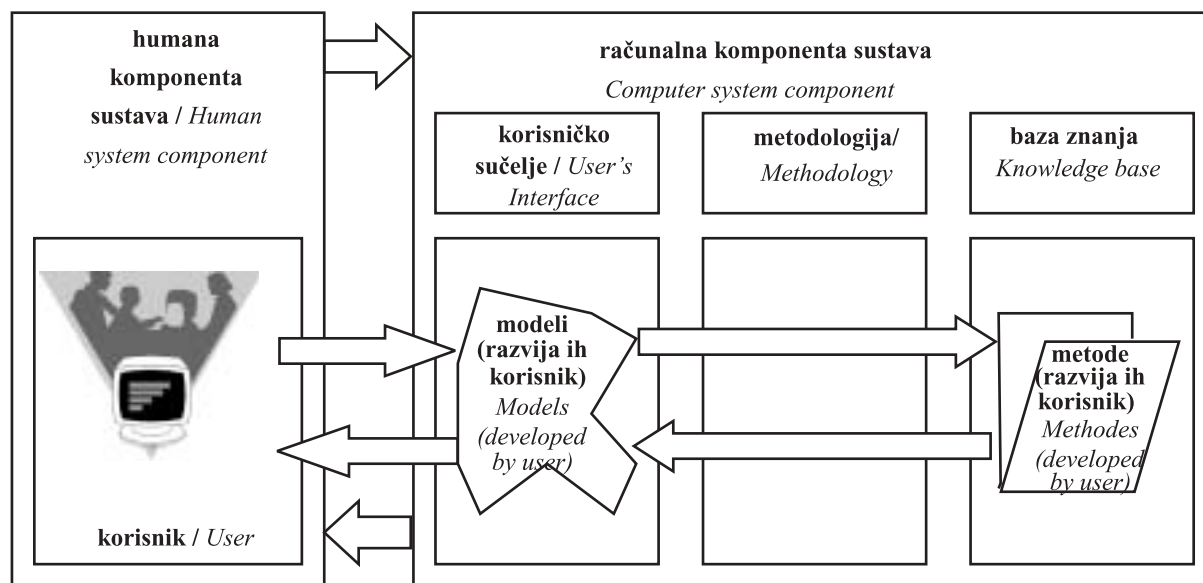 humana
komponenta
sustava / Human
system component
računalna komponenta sustava
Computer system component
korisničko
sučelje / User's
Interface
metodologija/
Methodology
baza znanja
Knowledge base
modeli
(razvija ih
korisnik)
Models
(developed
by user)
metode
(razvija ih
korisnik)
Methodes
(developed
by user)
korisnik / User